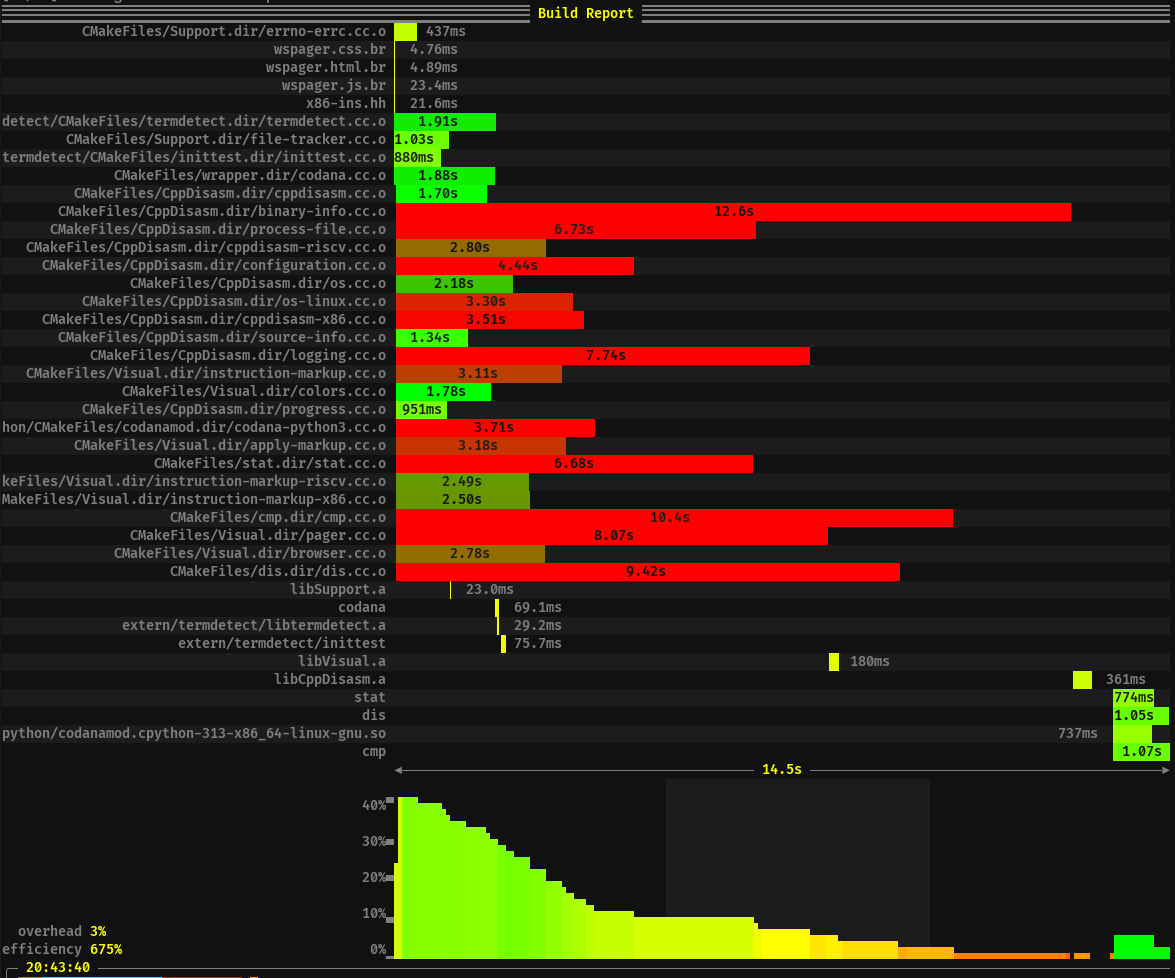 Build Report
CMakeFiles/Support.dir/errno-errc.cc.o 437ms
wspager.css.br 4.76ms
wspager.html.br 4.89ms
wspager.js.br 23.4ms
x86-ins.hh 21.6ms
detect/CMakeFiles/termdetect.dir/termdetect.cc.o 1.91s
CMakeFiles/Support.dir/file-tracker.cc.o 1.03s
termdetect/CMakeFiles/inittest.dir/inittest.cc.o 880ms
CMakeFiles/wrapper.dir/codana.cc.o 1.88s
CMakeFiles/CppDisasm.dir/cppdisasm.cc.o 1.70s
CMakeFiles/CppDisasm.dir/binary-info.cc.o 12.6s
CMakeFiles/CppDisasm.dir/process-file.cc.o 6.73s
CMakeFiles/CppDisasm.dir/cppdisasm-riscv.cc.o 2.80s
CMakeFiles/CppDisasm.dir/configuration.cc.o 4.44s
CMakeFiles/CppDisasm.dir/os.cc.o 2.18s
CMakeFiles/CppDisasm.dir/os-linux.cc.o 3.30s
CMakeFiles/CppDisasm.dir/cppdisasm-x86.cc.o 3.51s
CMakeFiles/CppDisasm.dir/source-info.cc.o 1.34s
CMakeFiles/CppDisasm.dir/logging.cc.o 7.74s
CMakeFiles/Visual.dir/instruction-markup.cc.o 3.11s
CMakeFiles/Visual.dir/colors.cc.o 1.78s
CMakeFiles/CppDisasm.dir/progress.cc.o 951ms
hon/CMakeFiles/codanamod.dir/codana-python3.cc.o 3.71s
CMakeFiles/Visual.dir/apply-markup.cc.o 3.18s
CMakeFiles/stat.dir/stat.cc.o 6.68s
keFiles/Visual.dir/instruction-markup-riscv.cc.o 2.49s
MakeFiles/Visual.dir/instruction-markup-x86.cc.o 2.50s
CMakeFiles/cmp.dir/cmp.cc.o 10.4s
CMakeFiles/Visual.dir/pager.cc.o 8.07s
CMakeFiles/Visual.dir/browser.cc.o 2.78s
CMakeFiles/dis.dir/dis.cc.o 9.42s
libSupport.a 23.0ms
codana 69.1ms
extern/termdetect/libtermdetect.a 29.2ms
extern/termdetect/inittest 75.7ms
libVisual.a 180ms
libCppDisasm.a 361ms
stat 774ms
dis 1.05s
python/codanamod.cpython-313-x86_64-linux-gnu.so 737ms
cmp 1.07s
14.5s
40%
30%
20%
10%
overhead 3%
efficiency 675% 0%
20:43:40